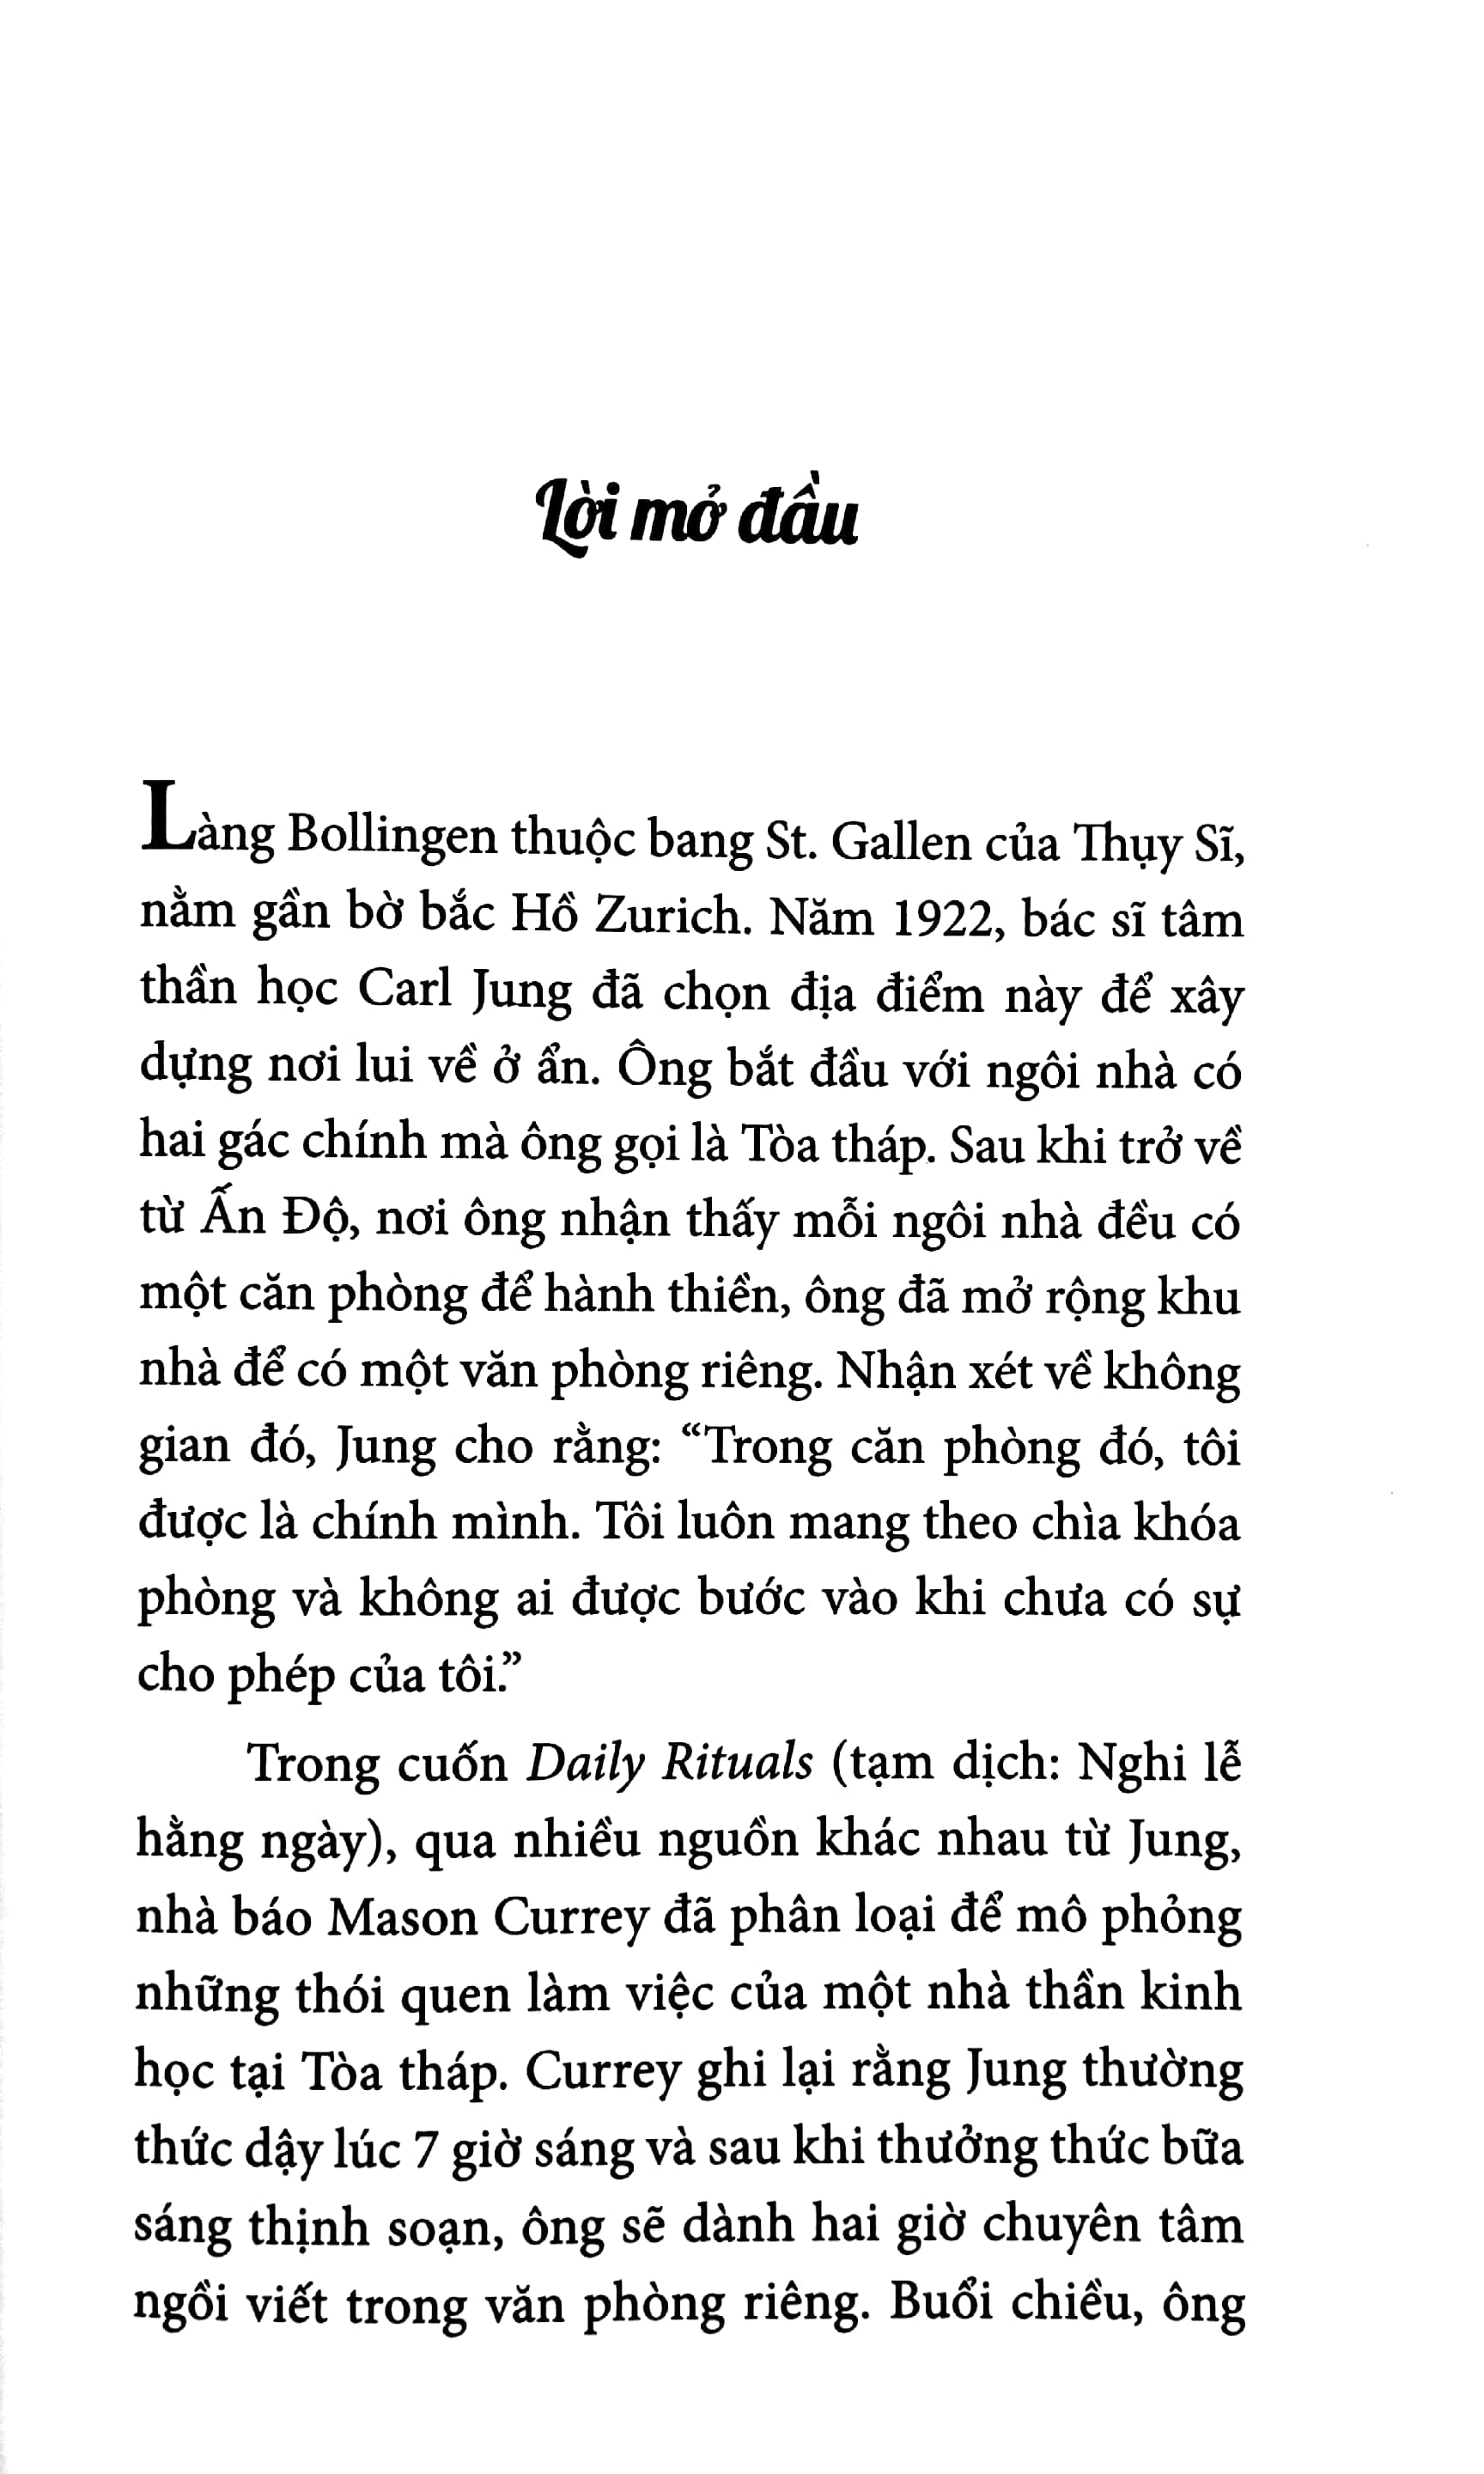 Lời mở đầu
Làng Bollingen thuộc bang St. Gallen của Thụy Sĩ,
nằm gần bờ bắc Hồ Zurich. Năm 1922, bác sĩ tâm
thần học Carl Jung đã chọn địa điểm này để xây
dựng nơi lui về ở ẩn. Ông bắt đầu với ngôi nhà có
hai gác chính mà ông gọi là Tòa tháp. Sau khi trở về
từ Ấn Độ, nơi ông nhận thấy mỗi ngôi nhà đều có
một căn phòng để hành thiền, ông đã mở rộng khu
nhà để có một văn phòng riêng. Nhận xét về không
gian đó, Jung cho rằng: “Trong căn phòng đó, tôi
được là chính mình. Tôi luôn mang theo chìa khóa
phòng và không ai được bước vào khi chưa có sự
cho phép của tôi.”
Trong cuốn Daily Rituals (tạm dịch: Nghi lễ
hằng ngày), qua nhiều nguồn khác nhau từ Jung,
nhà báo Mason Currey đã phân loại để mô phỏng
những thói quen làm việc của một nhà thần kinh
học tại Tòa tháp. Currey ghi lại rằng Jung thường
thức dậy lúc 7 giờ sáng và sau khi thưởng thức bữa
sáng thịnh soạn, ông sẽ dành hai giờ chuyên tâm
ngồi viết trong văn phòng riêng. Buổi chiều, ông